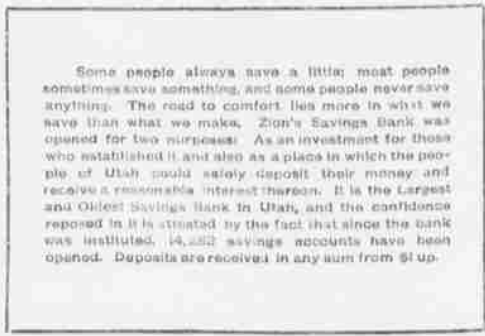 Some people always save a little; most people
sometimes save something, and some people never save
anything. The road to comfort lies more in what we
save than what we make. Zion's Savings Bank was
opened for two purposes: As an investment for those
who established it and also as a place in which the peo-
ple of Utah could safely deposit their money and
receive a reasonable interest thereon. It is the Largest
and Oldest Savings Bank in Utah, and the confidence
reposed in it is attested by the fact that since the bank
was instituted, savings accounts have been
opened. Deposits are received in any sum from $1 up.